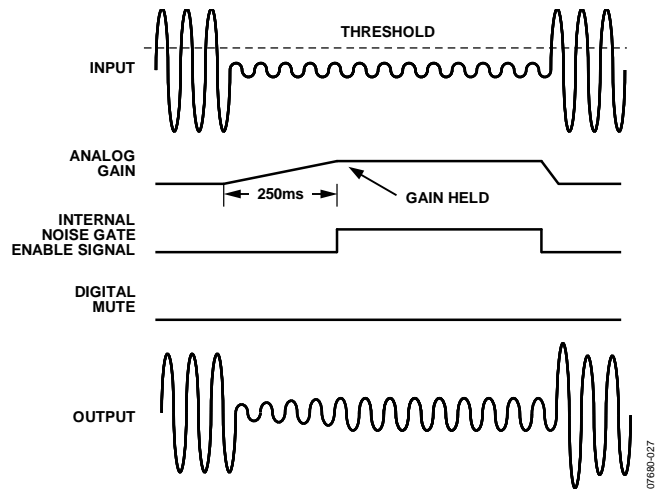 THRESHOLD
INPUT
ANALOG
GAIN
250ms
GAIN HELD
INTERNAL
NOISE GATE
ENABLE SIGNAL
DIGITAL
MUTE
OUTPUT
07680-027